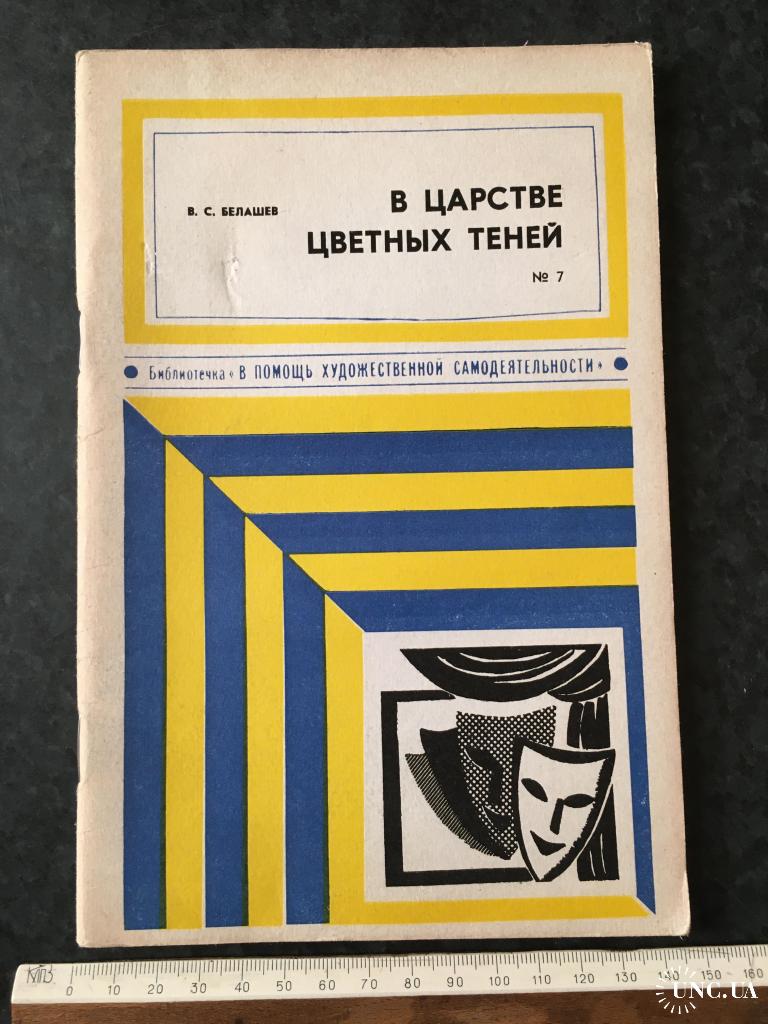 В. С. БЕЛАШЕВ
В ЦАРСТВЕ
ЦВЕТНЫХ ТЕНЕЙ
№ 7
Библиотечка « В ПОМОЩЬ ХУДОЖЕСТВЕННОЙ САМОДЕЯТЕЛЬНОСТИ»
0 10 20 30 40 50 60 70 80 90 100 110 120 130 140 150 160
UNC.UA